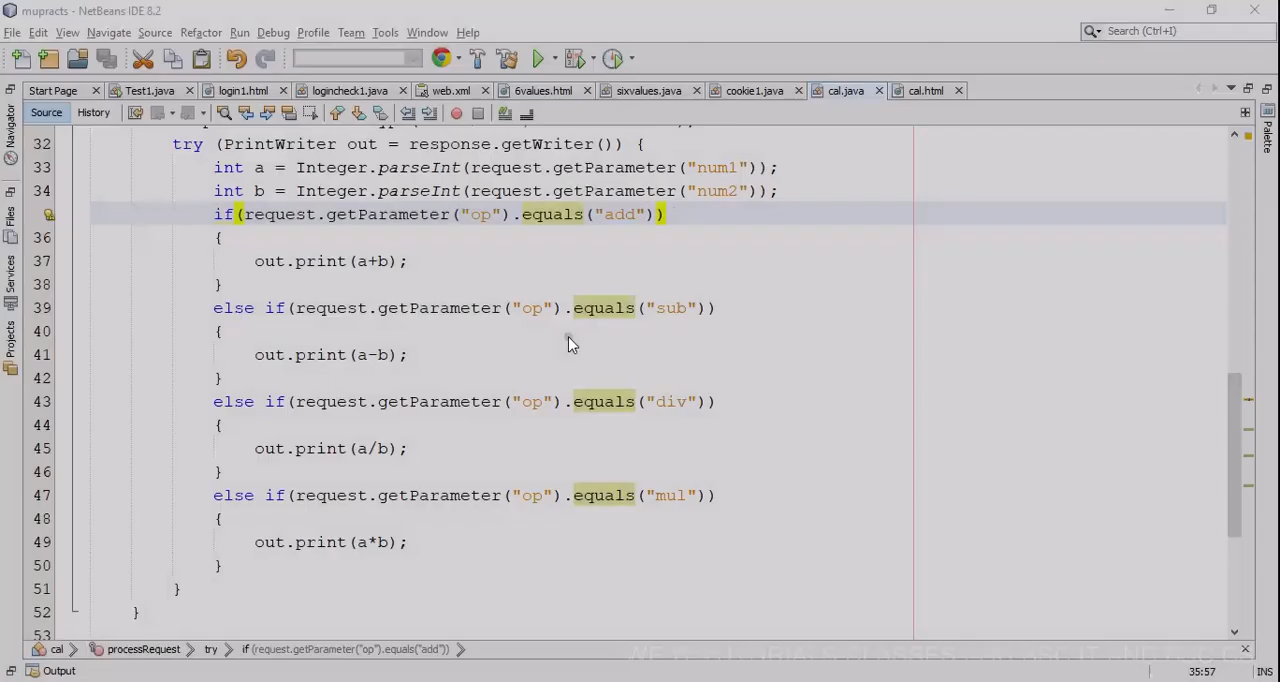 mupracts - NetBeans IDE 8.2
File Edit View Navigate Source Refactor Run Debug Profile Team Tools Window Help
Search (Ctrl+I)
Start Page Test1.java login1.html logincheck1.java web.xml 6values.html sixvalues.java cookie1.java cal.java cal.html
Source History
Navigator
Files
Services
Projects
Palette
32 try (PrintWriter out = response.getWriter()) {
33 int a = Integer.parseInt(request.getParameter("num1"));
34 int b = Integer.parseInt(request.getParameter("num2"));
if(request.getParameter("op").equals("add"))
36 {
37 out.print(a+b);
38 }
39 else if(request.getParameter("op").equals("sub"))
40 {
41 out.print(a-b);
42 }
43 else if(request.getParameter("op").equals("div"))
44 {
45 out.print(a/b);
46 }
47 else if(request.getParameter("op").equals("mul"))
48 {
49 out.print(a*b);
50 }
51 }
52 }
53
cal processRequest try if (request.getParameter("op").equals("add"))
Output
35:57 INS